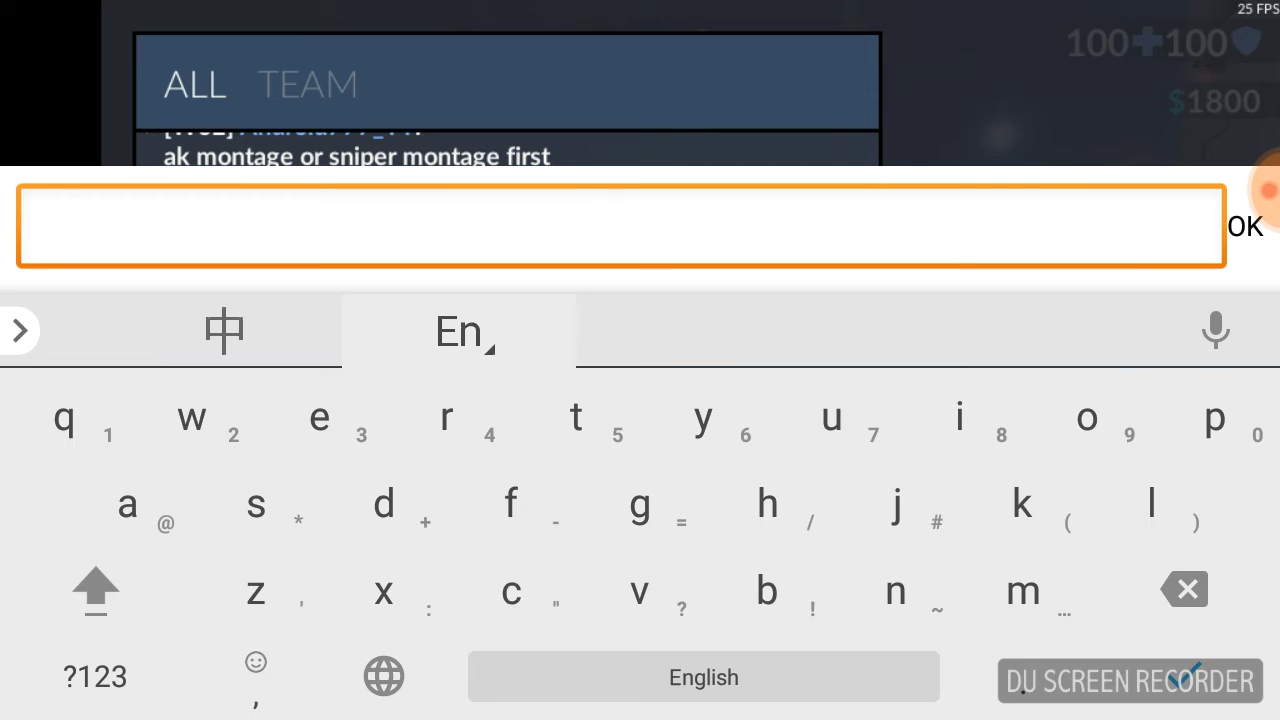 25 FPS
100 100
$1800
ALL TEAM
ak montage or sniper montage first
OK
中 En
q 1 w 2 e 3 r 4 t 5 y 6 u 7 i 8 o 9 p 0
a @ s * d + f - g = h / j # k ( l )
z ' x : c " v ? b ! n ~ m …
?123 , English .
DU SCREEN RECORDER